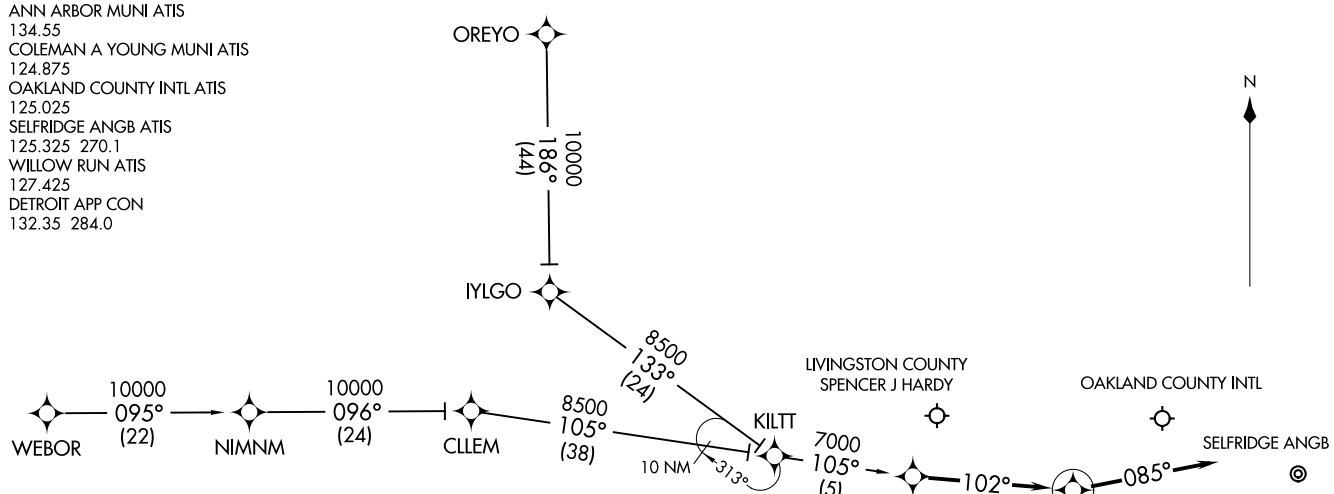 ANN ARBOR MUNI ATIS
134.55
COLEMAN A YOUNG MUNI ATIS
124.875
OAKLAND COUNTY INTL ATIS
125.025
SELFRIDGE ANGB ATIS
125.325 270.1
WILLOW RUN ATIS
127.425
DETROIT APP CON
132.35 284.0
OREYO
N
10000
186°
(44)
IYLGO
8500
133°
(24)
LIVINGSTON COUNTY
SPENCER J HARDY
OAKLAND COUNTY INTL
SELFRIDGE ANGB
WEBOR
10000
095°
(22)
NIMNM
10000
096°
(24)
CLLEM
8500
105°
(38)
10 NM
313°
KILTT
7000
105°
(5)
102°
085°